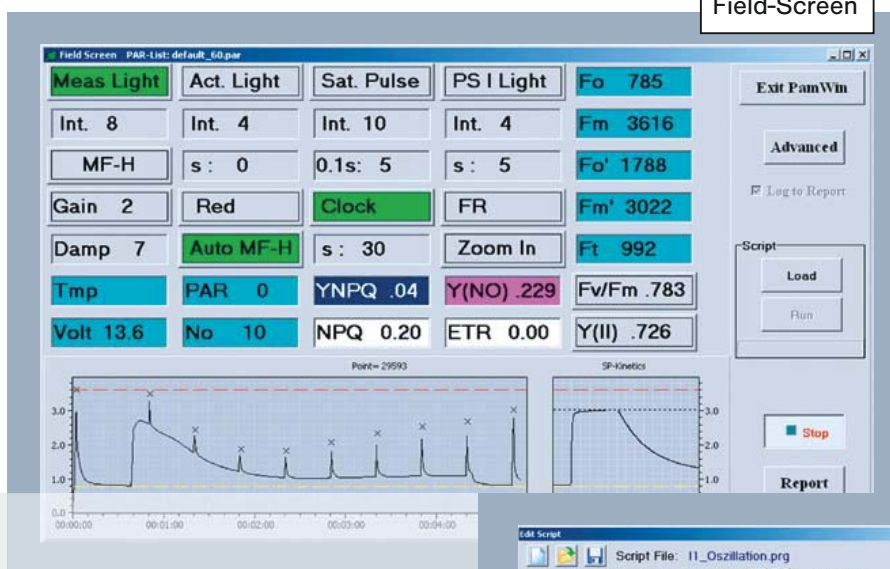 Field-Screen
Field Screen PAR-List: default_60.par
Meas Light Act. Light Sat. Pulse PS I Light Fo 785
Int. 8 Int. 4 Int. 10 Int. 4 Fm 3616
MF-H s : 0 0.1s: 5 s : 5 Fo' 1788
Gain 2 Red Clock FR Fm' 3022
Damp 7 Auto MF-H s : 30 Zoom In Ft 992
Tmp PAR 0 YNPQ .04 Y(NO) .229 Fv/Fm .783
Volt 13.6 No 10 NPQ 0.20 ETR 0.00 Y(II) .726
Exit PamWin
Advanced
Log to Report
Script
Load
Run
Stop
Report
Point= 29593 SP-Kinetics
3.0 3.0
2.0 2.0
1.0 1.0
0.0
00:00:00 00:01:00 00:02:00 00:03:00 00:04:00
Edit Script
Script File: I1_Oszillation.prg